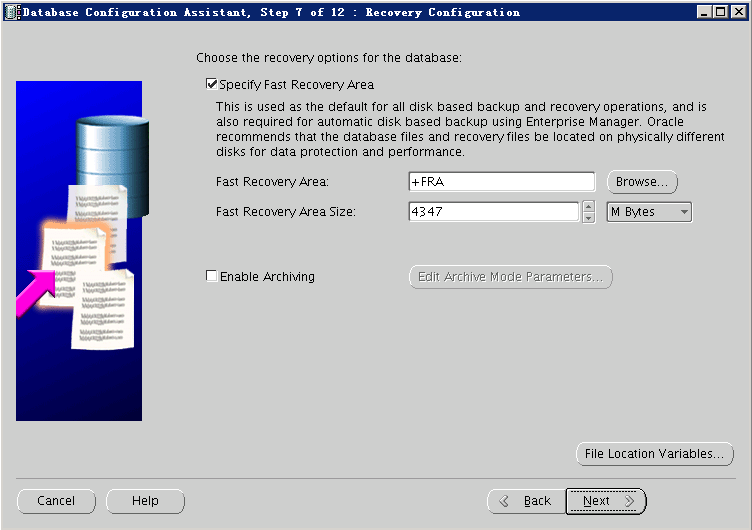 Database Configuration Assistant, Step 7 of 12 : Recovery Configuration
Choose the recovery options for the database:
Specify Fast Recovery Area
This is used as the default for all disk based backup and recovery operations, and is
also required for automatic disk based backup using Enterprise Manager. Oracle
recommends that the database files and recovery files be located on physically different
disks for data protection and performance.
Fast Recovery Area: +FRA Browse...
Fast Recovery Area Size: 4347 M Bytes
Enable Archiving Edit Archive Mode Parameters...
File Location Variables...
Cancel Help Back Next